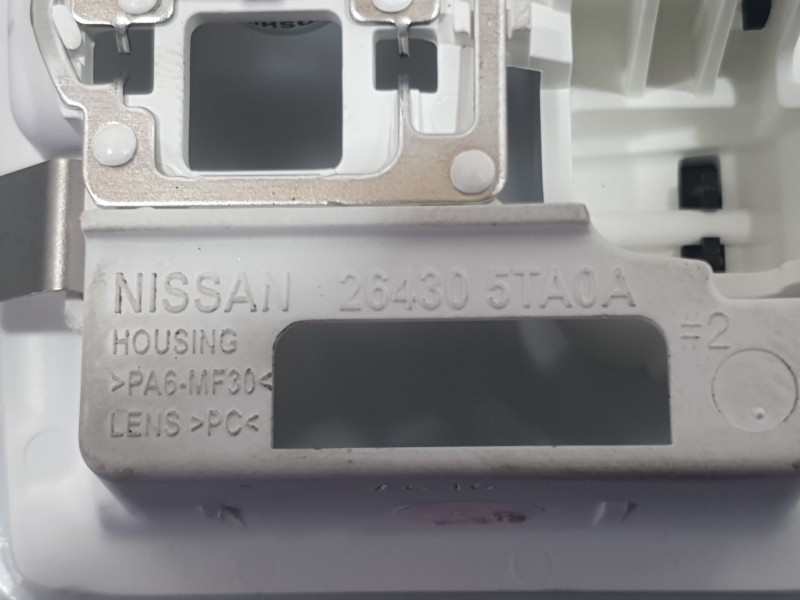 NISSAN 26430 5TA0A
HOUSING #2
>PA6-MF30<
LENS >PC<